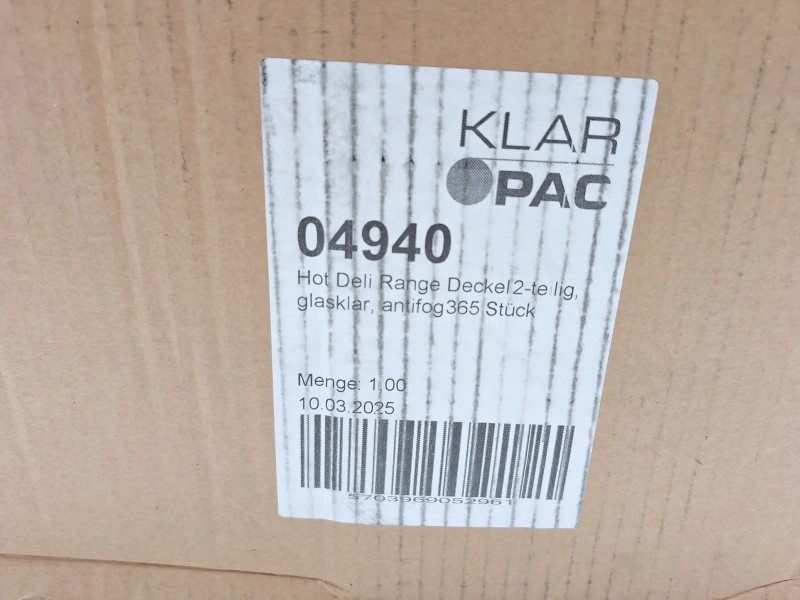 KLAR
PAC
04940
Hot Deli Range Deckel 2-teilig,
glasklar, antifog365 Stück
Menge: 1,00
10.03.2025
5703969052961